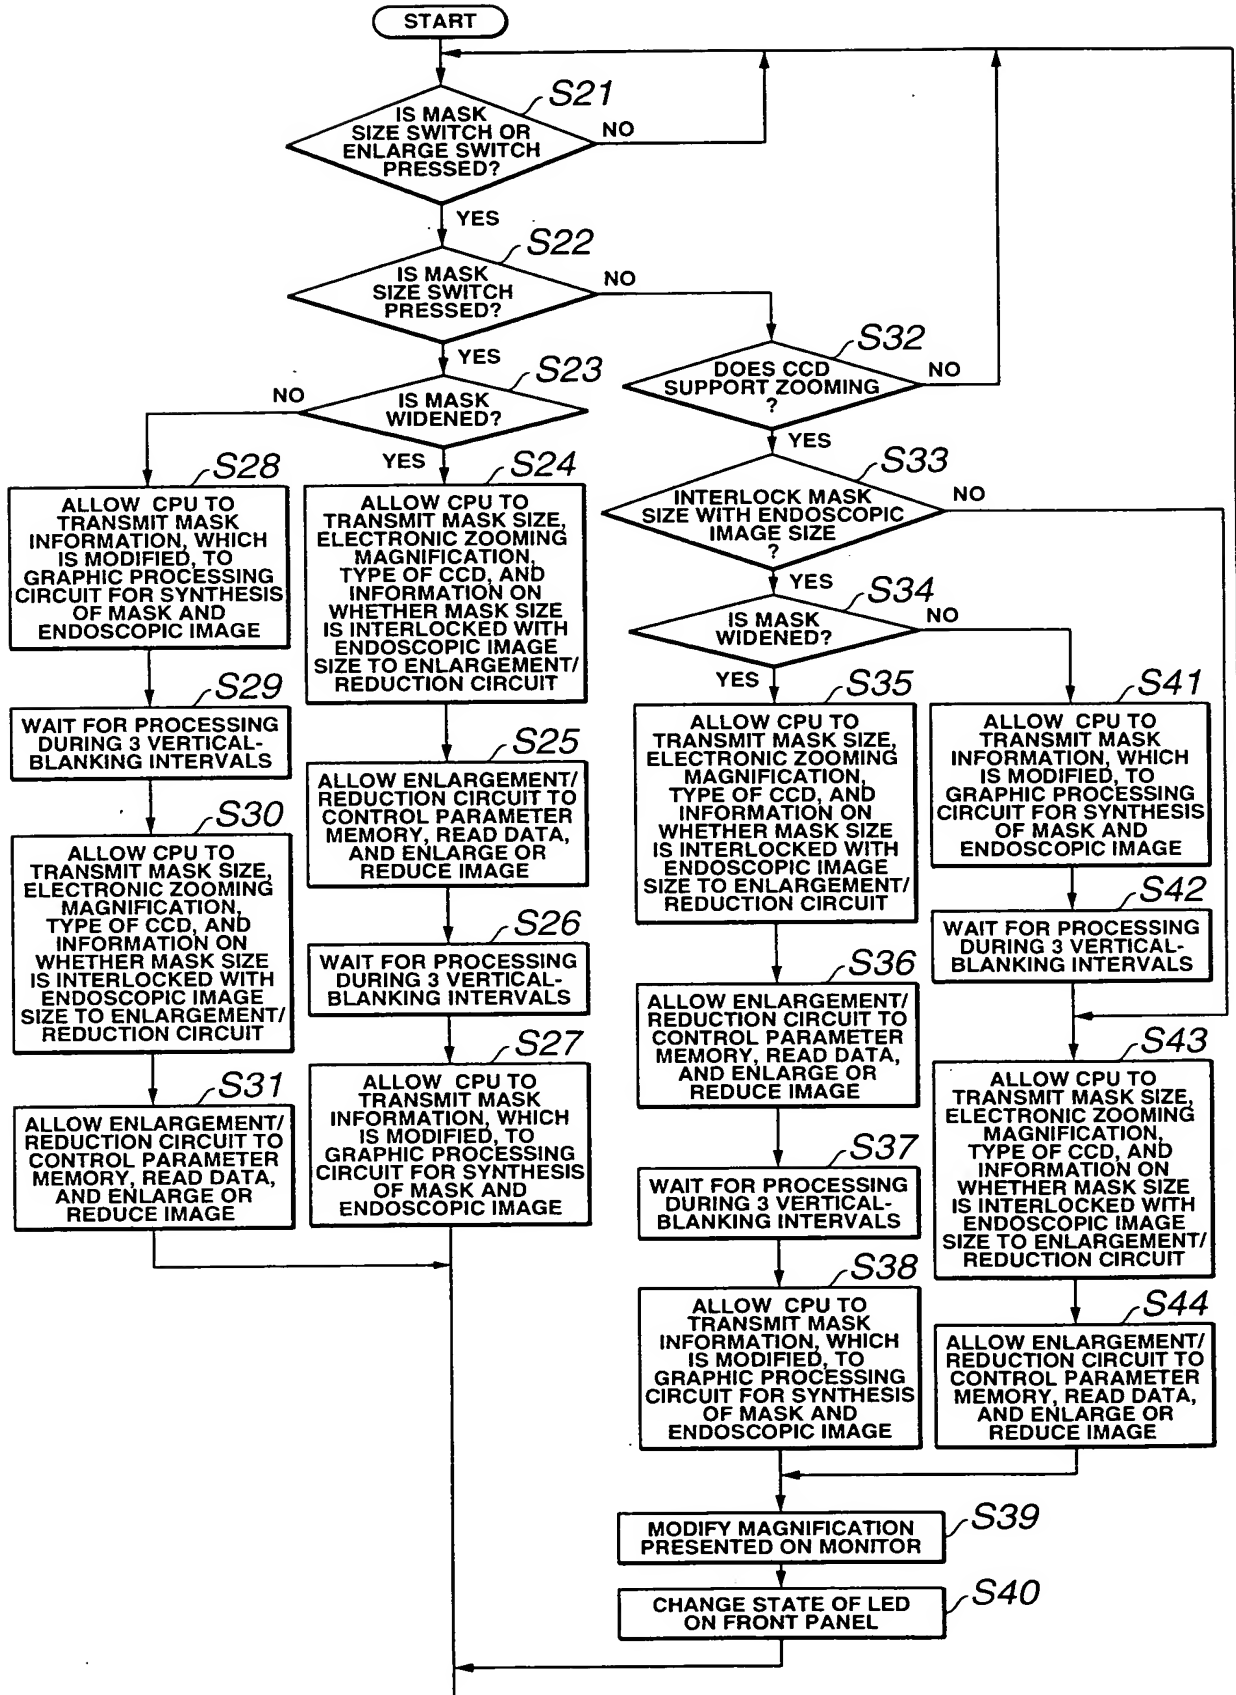 START
S21
IS MASK
SIZE SWITCH OR
ENLARGE SWITCH
PRESSED?
NO
YES
S22
IS MASK
SIZE SWITCH
PRESSED?
NO
YES
S23
IS MASK
WIDENED?
NO
YES
S28
ALLOW CPU TO
TRANSMIT MASK
INFORMATION, WHICH
IS MODIFIED, TO
GRAPHIC PROCESSING
CIRCUIT FOR SYNTHESIS
OF MASK AND
ENDOSCOPIC IMAGE
S29
WAIT FOR PROCESSING
DURING 3 VERTICAL-
BLANKING INTERVALS
S30
ALLOW CPU TO
TRANSMIT MASK SIZE,
ELECTRONIC ZOOMING
MAGNIFICATION,
TYPE OF CCD, AND
INFORMATION ON
WHETHER MASK SIZE
IS INTERLOCKED WITH
ENDOSCOPIC IMAGE
SIZE TO ENLARGEMENT/
REDUCTION CIRCUIT
S31
ALLOW ENLARGEMENT/
REDUCTION CIRCUIT TO
CONTROL PARAMETER
MEMORY, READ DATA,
AND ENLARGE OR
REDUCE IMAGE
S24
ALLOW CPU TO
TRANSMIT MASK SIZE,
ELECTRONIC ZOOMING
MAGNIFICATION,
TYPE OF CCD, AND
INFORMATION ON
WHETHER MASK SIZE
IS INTERLOCKED WITH
ENDOSCOPIC IMAGE
SIZE TO ENLARGEMENT/
REDUCTION CIRCUIT
S25
ALLOW ENLARGEMENT/
REDUCTION CIRCUIT TO
CONTROL PARAMETER
MEMORY, READ DATA,
AND ENLARGE OR
REDUCE IMAGE
S26
WAIT FOR PROCESSING
DURING 3 VERTICAL-
BLANKING INTERVALS
S27
ALLOW CPU TO
TRANSMIT MASK
INFORMATION, WHICH
IS MODIFIED, TO
GRAPHIC PROCESSING
CIRCUIT FOR SYNTHESIS
OF MASK AND
ENDOSCOPIC IMAGE
S32
DOES CCD
SUPPORT ZOOMING
?
NO
YES
S33
INTERLOCK MASK
SIZE WITH ENDOSCOPIC
IMAGE SIZE
?
NO
YES
S34
IS MASK
WIDENED?
NO
YES
S35
ALLOW CPU TO
TRANSMIT MASK SIZE,
ELECTRONIC ZOOMING
MAGNIFICATION,
TYPE OF CCD, AND
INFORMATION ON
WHETHER MASK SIZE
IS INTERLOCKED WITH
ENDOSCOPIC IMAGE
SIZE TO ENLARGEMENT/
REDUCTION CIRCUIT
S36
ALLOW ENLARGEMENT/
REDUCTION CIRCUIT TO
CONTROL PARAMETER
MEMORY, READ DATA,
AND ENLARGE OR
REDUCE IMAGE
S37
WAIT FOR PROCESSING
DURING 3 VERTICAL-
BLANKING INTERVALS
S38
ALLOW CPU TO
TRANSMIT MASK
INFORMATION, WHICH
IS MODIFIED, TO
GRAPHIC PROCESSING
CIRCUIT FOR SYNTHESIS
OF MASK AND
ENDOSCOPIC IMAGE
S41
ALLOW CPU TO
TRANSMIT MASK
INFORMATION, WHICH
IS MODIFIED, TO
GRAPHIC PROCESSING
CIRCUIT FOR SYNTHESIS
OF MASK AND
ENDOSCOPIC IMAGE
S42
WAIT FOR PROCESSING
DURING 3 VERTICAL-
BLANKING INTERVALS
S43
ALLOW CPU TO
TRANSMIT MASK SIZE,
ELECTRONIC ZOOMING
MAGNIFICATION,
TYPE OF CCD, AND
INFORMATION ON
WHETHER MASK SIZE
IS INTERLOCKED WITH
ENDOSCOPIC IMAGE
SIZE TO ENLARGEMENT/
REDUCTION CIRCUIT
S44
ALLOW ENLARGEMENT/
REDUCTION CIRCUIT TO
CONTROL PARAMETER
MEMORY, READ DATA,
AND ENLARGE OR
REDUCE IMAGE
S39
MODIFY MAGNIFICATION
PRESENTED ON MONITOR
S40
CHANGE STATE OF LED
ON FRONT PANEL